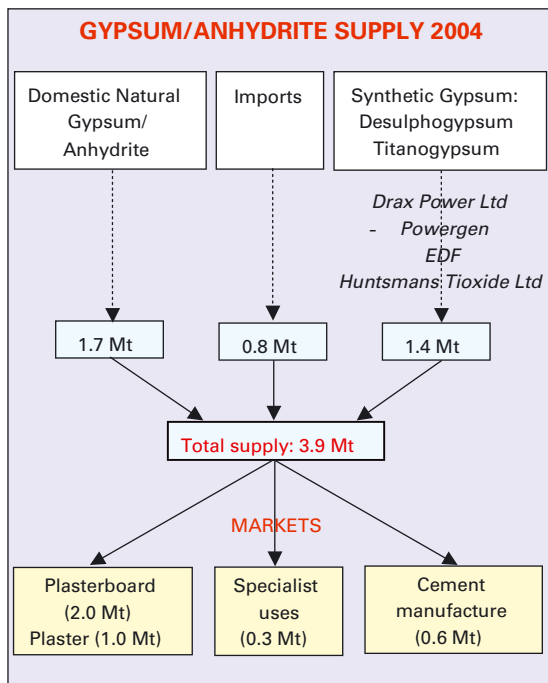 GYPSUM/ANHYDRITE SUPPLY 2004
Domestic Natural
Gypsum/
Anhydrite
Imports
Synthetic Gypsum:
Desulphogypsum
Titanogypsum
Drax Power Ltd
- Powergen
EDF
Huntsmans Tioxide Ltd
1.7 Mt
0.8 Mt
1.4 Mt
Total supply: 3.9 Mt
MARKETS
Plasterboard
(2.0 Mt)
Plaster (1.0 Mt)
Specialist
uses
(0.3 Mt)
Cement
manufacture
(0.6 Mt)